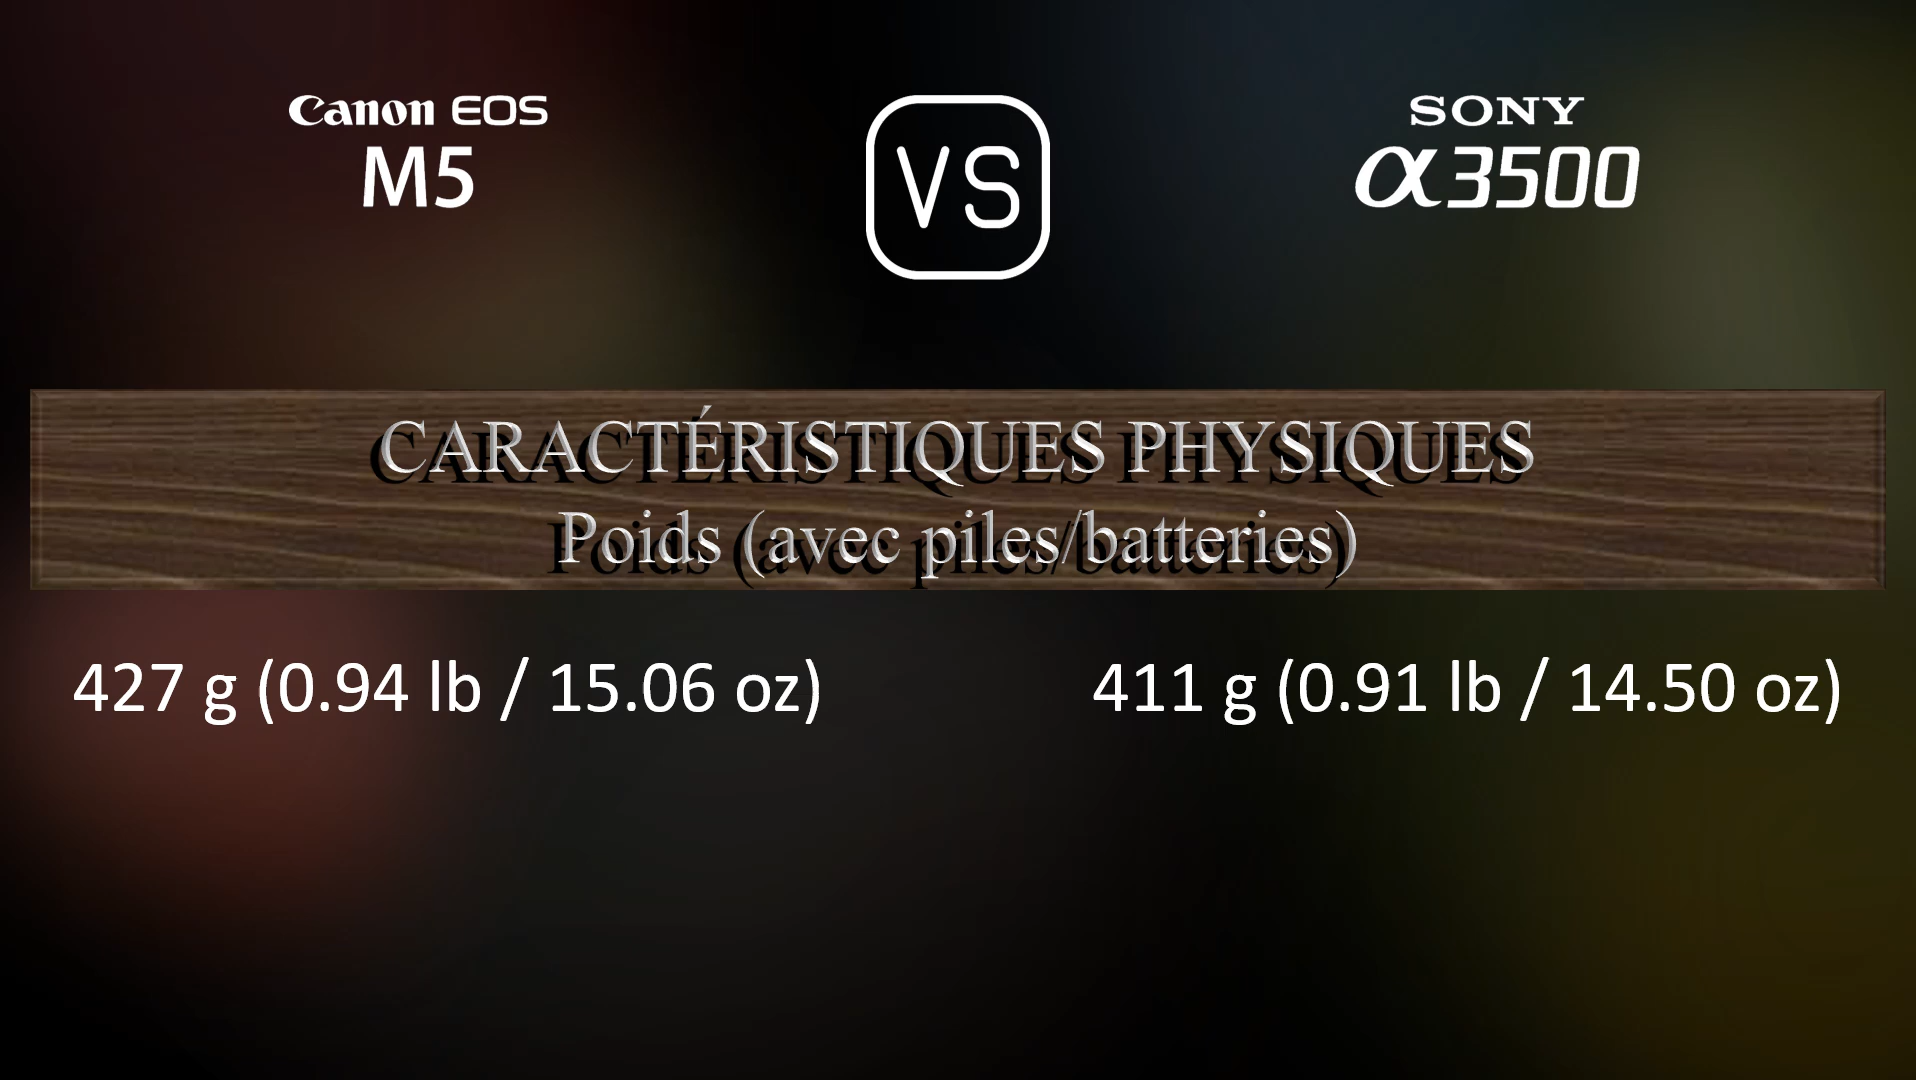 Canon EOS
M5
VS
SONY
α3500
CARACTÉRISTIQUES PHYSIQUES
Poids (avec piles/batteries)
427 g (0.94 lb / 15.06 oz)
411 g (0.91 lb / 14.50 oz)